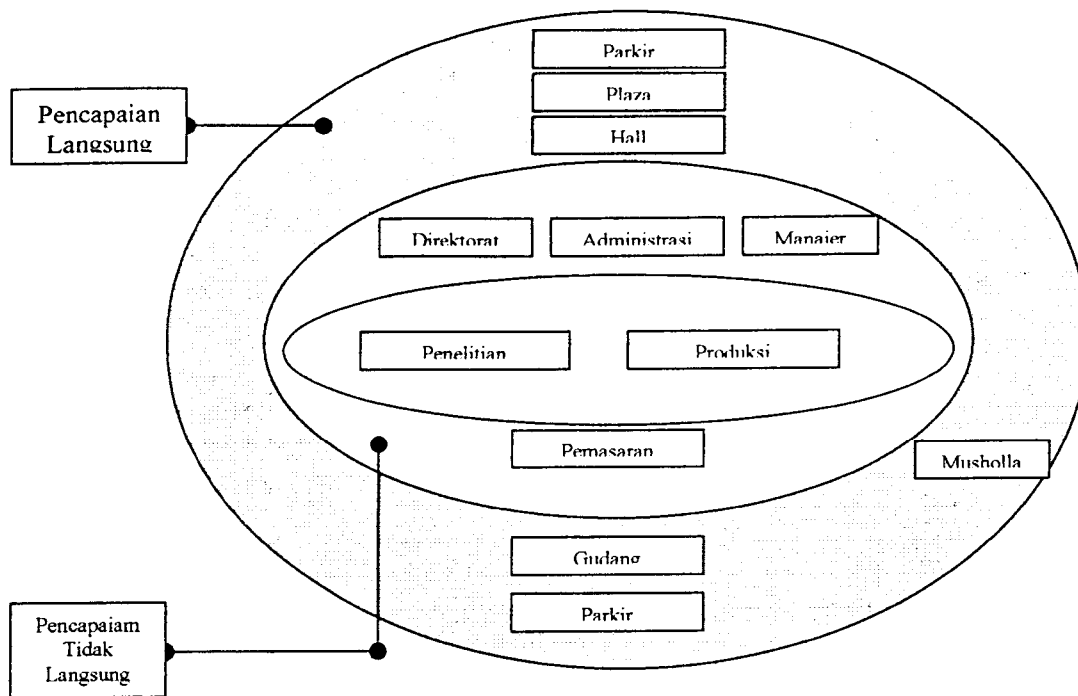 Parkir
Plaza
Hall
Pencapaian
Langsung
Direktorat
Administrasi
Manajer
Penelitian
Produksi
Pemasaran
Musholla
Gudang
Parkir
Pencapaiam
Tidak
Langsung